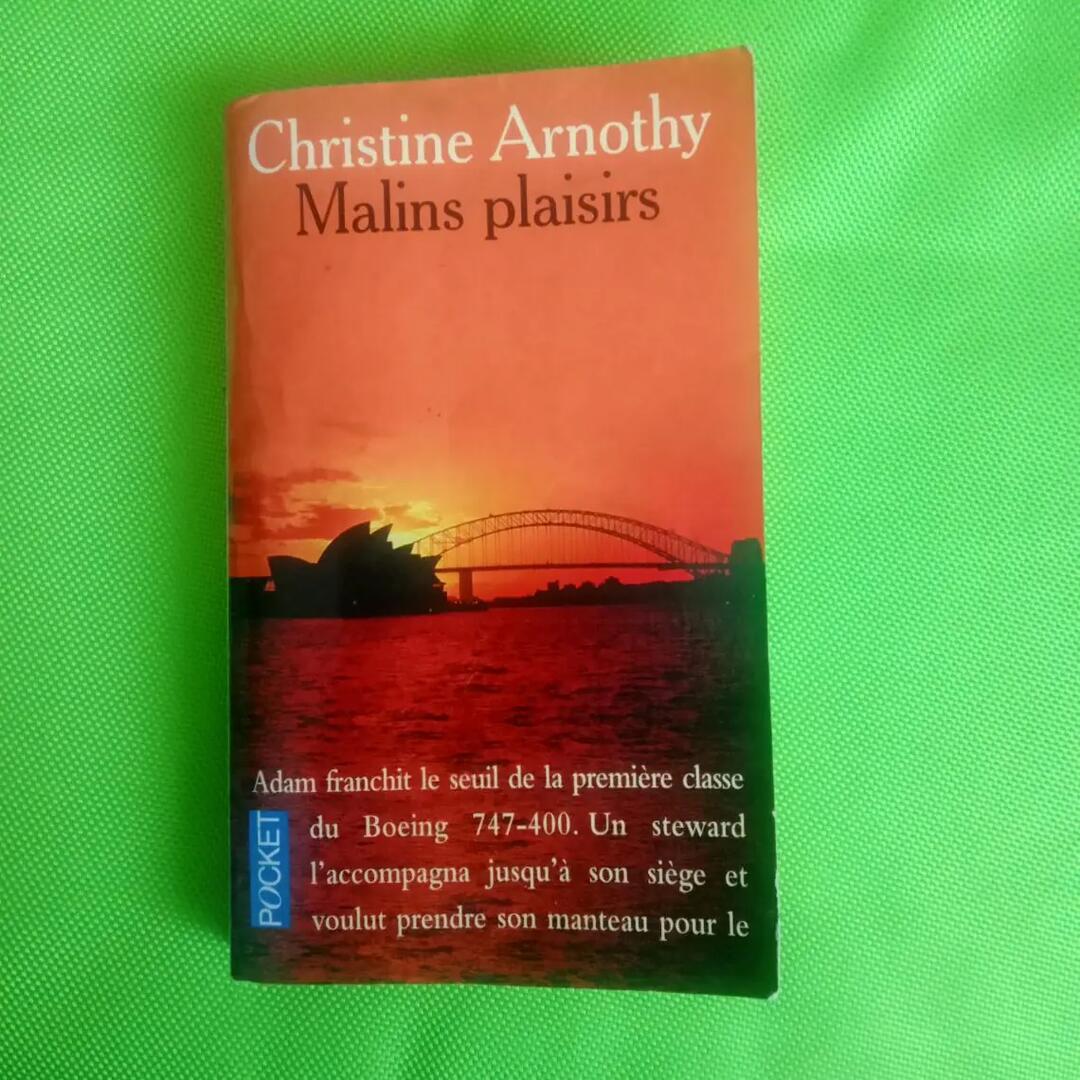 Christine Arnothy
Malins plaisirs
Adam franchit le seuil de la première classe
du Boeing 747-400. Un steward
l'accompagna jusqu'à son siège et
voulut prendre son manteau pour le
POCKET